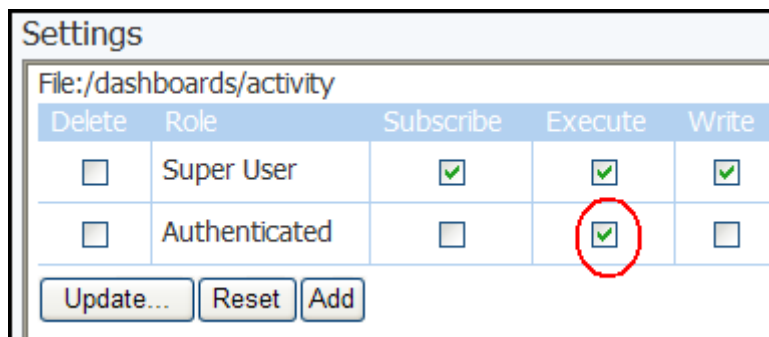 Settings
File:/dashboards/activity
Delete Role Subscribe Execute Write
Super User
Authenticated
Update... Reset Add